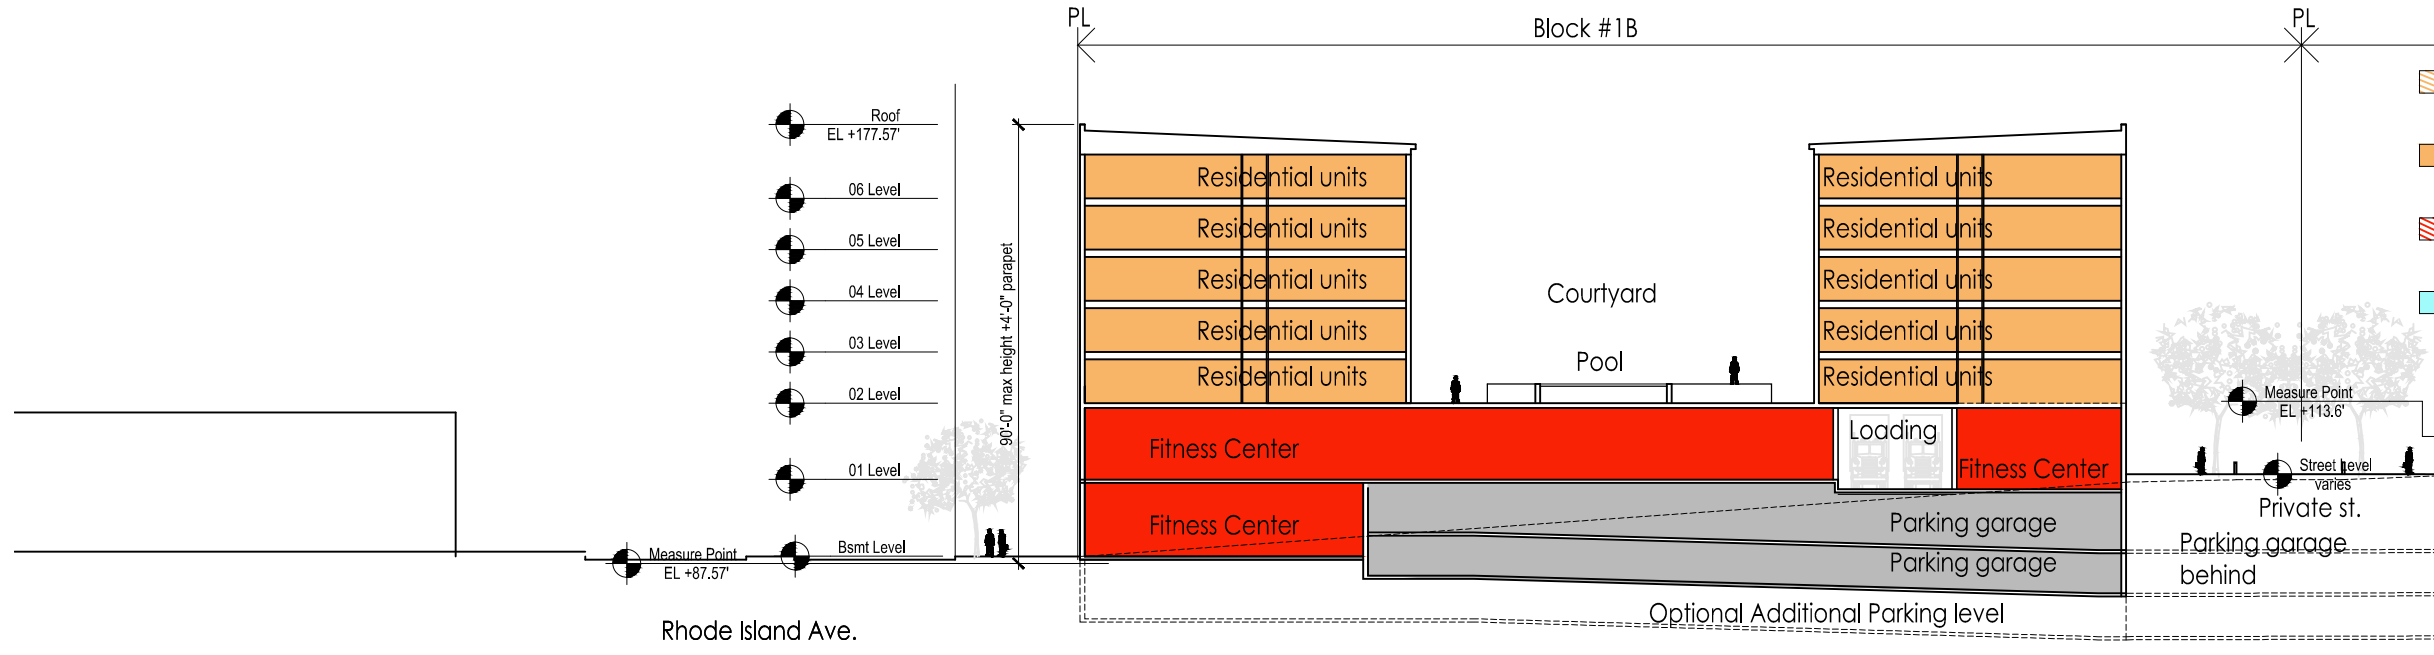 PL
Block #1B
PL
Roof
EL +177.57'
06 Level
05 Level
04 Level
03 Level
02 Level
01 Level
Bsmt Level
Measure Point
EL +87.57'
Rhode Island Ave.
90'-0" max height +4'-0" parapet
Residential units
Residential units
Residential units
Residential units
Residential units
Courtyard
Pool
Residential units
Residential units
Residential units
Residential units
Residential units
Fitness Center
Loading
Fitness Center
Fitness Center
Parking garage
Parking garage
Optional Additional Parking level
Measure Point
EL +113.6'
Street Level
varies
Private st.
Parking garage
behind